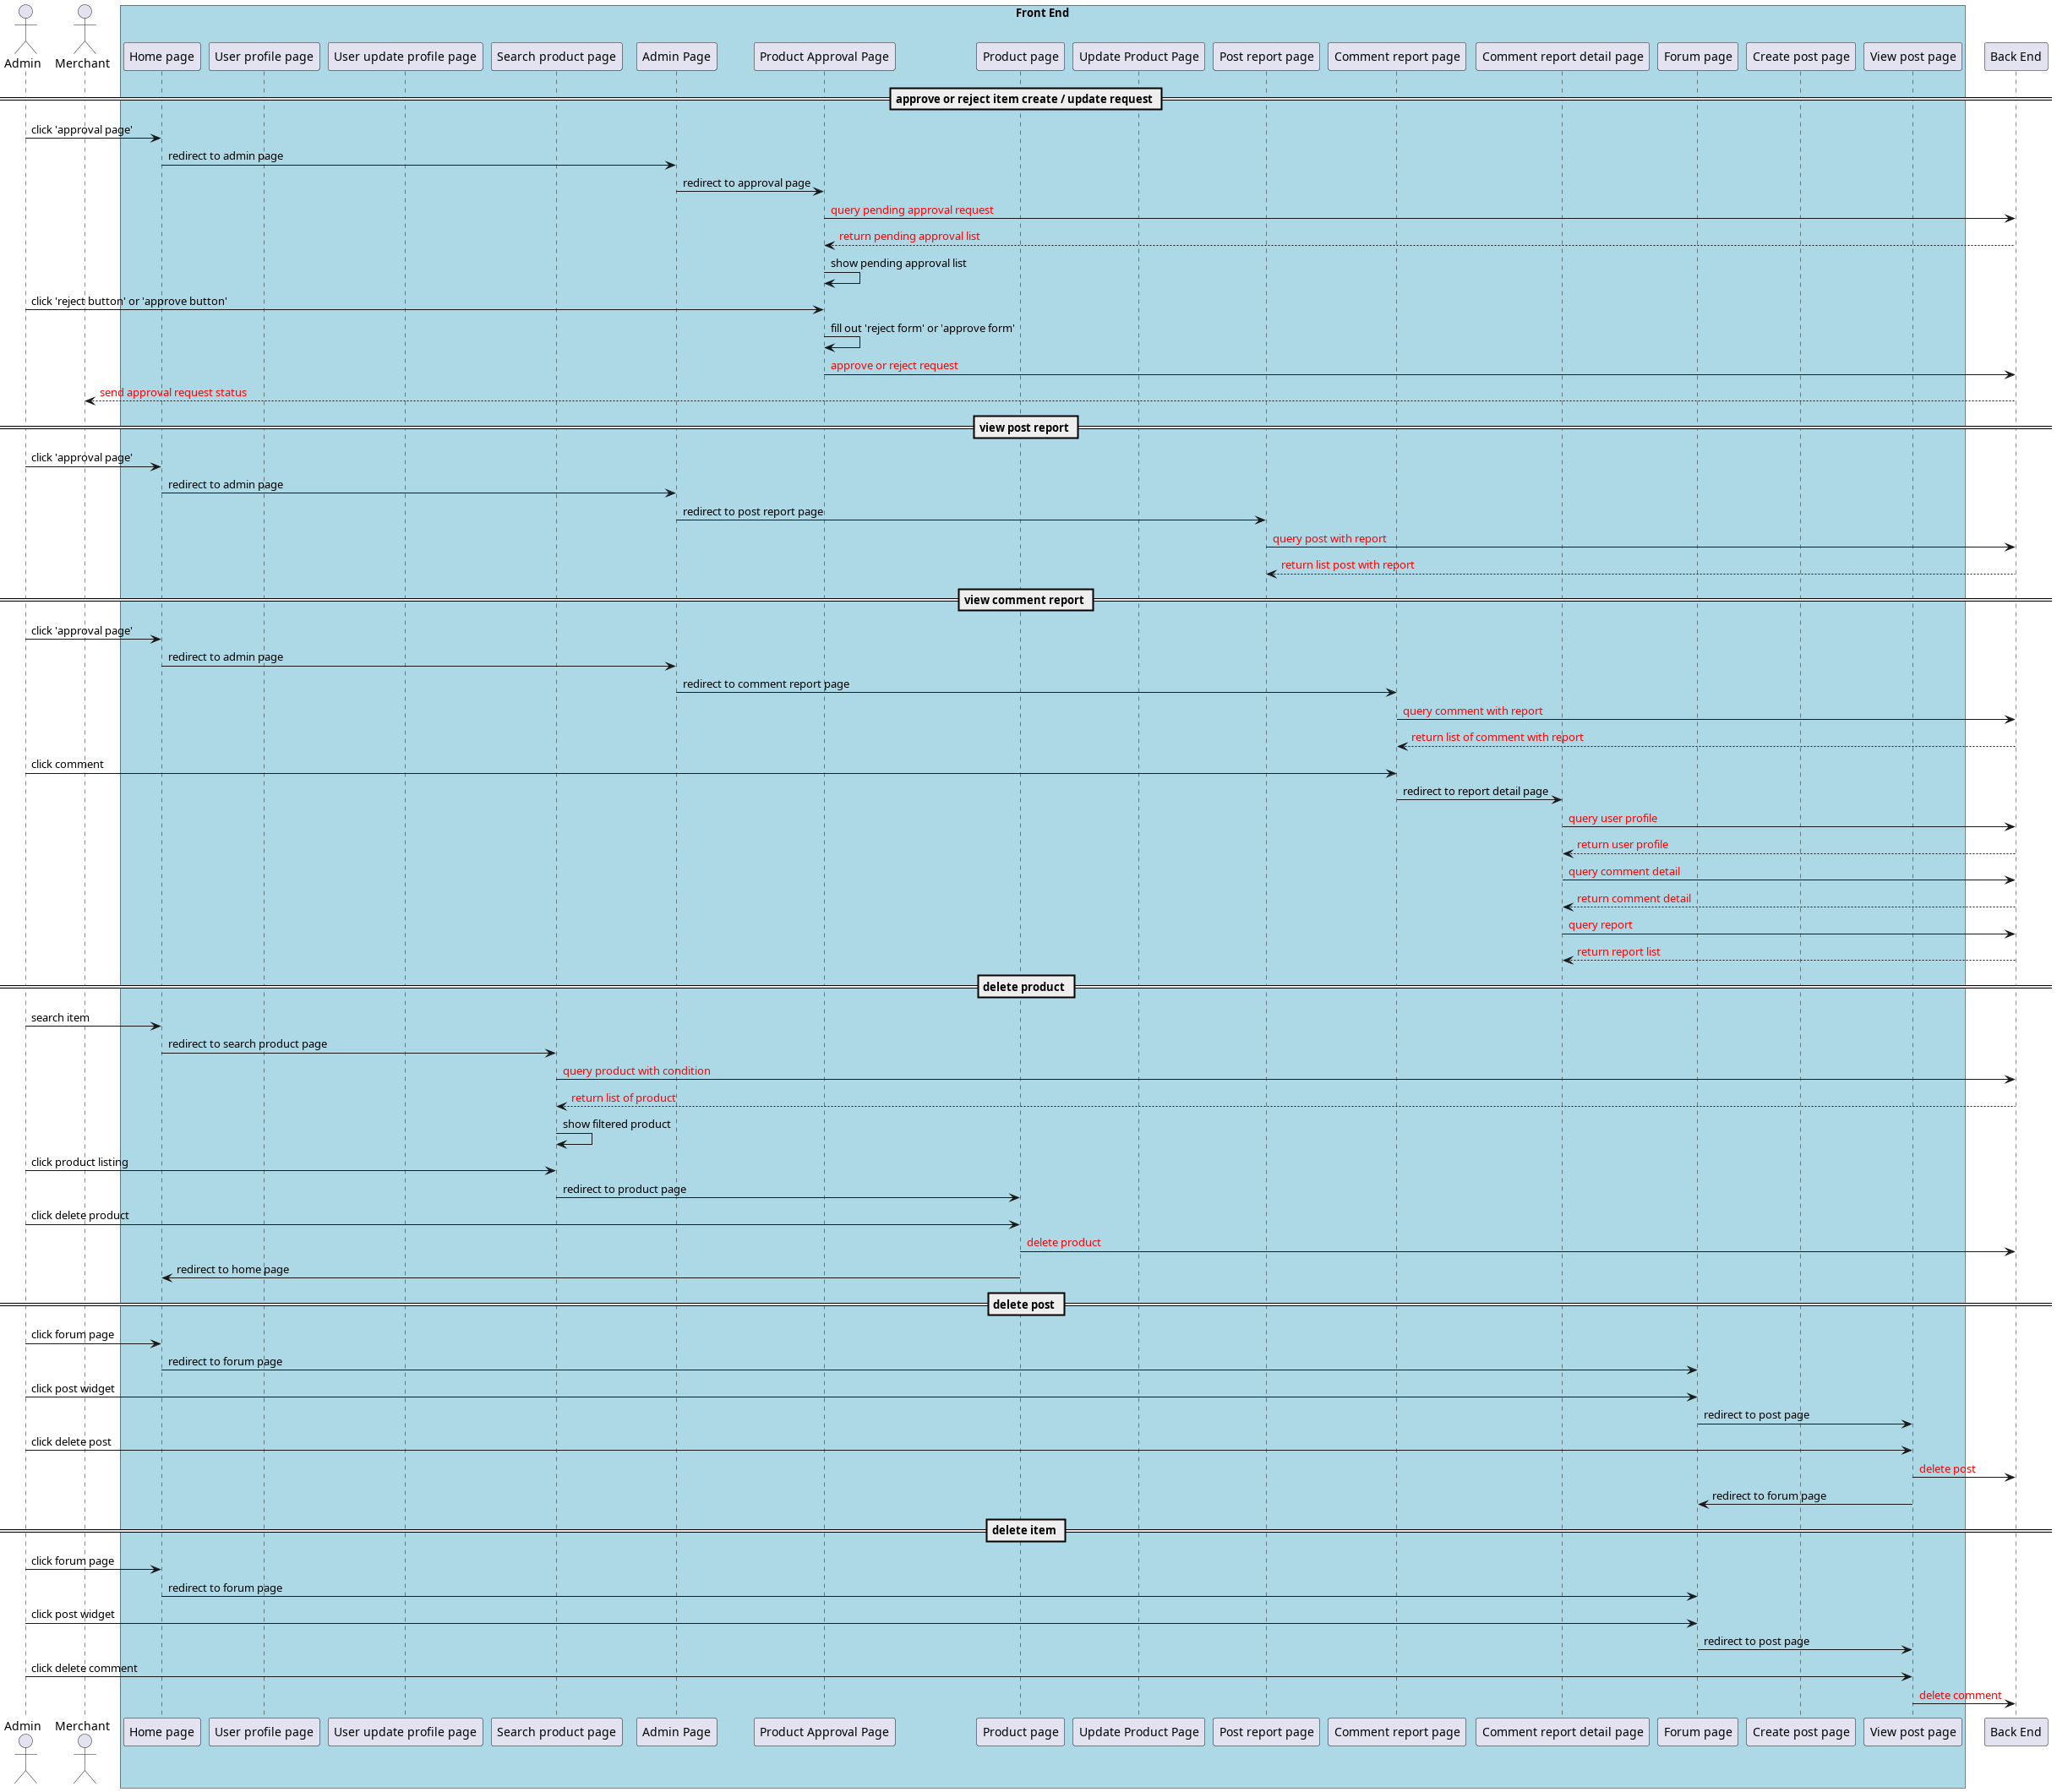 Front End
Admin
Merchant
Home page
User profile page
User update profile page
Search product page
Admin Page
Product Approval Page
Product page
Update Product Page
Post report page
Comment report page
Comment report detail page
Forum page
Create post page
View post page
Back End
approve or reject item create / update request
click 'approval page'
redirect to admin page
redirect to approval page
query pending approval request
return pending approval list
show pending approval list
click 'reject button' or 'approve button'
fill out 'reject form' or 'approve form'
approve or reject request
send approval request status
view post report
click 'approval page'
redirect to admin page
redirect to post report page
query post with report
return list post with report
view comment report
click 'approval page'
redirect to admin page
redirect to comment report page
query comment with report
return list of comment with report
click comment
redirect to report detail page
query user profile
return user profile
query comment detail
return comment detail
query report
return report list
delete product
search item
redirect to search product page
query product with condition
return list of product
show filtered product
click product listing
redirect to product page
click delete product
delete product
redirect to home page
delete post
click forum page
redirect to forum page
click post widget
redirect to post page
click delete post
delete post
redirect to forum page
delete item
click forum page
redirect to forum page
click post widget
redirect to post page
click delete comment
delete comment
Admin
Merchant
Home page
User profile page
User update profile page
Search product page
Admin Page
Product Approval Page
Product page
Update Product Page
Post report page
Comment report page
Comment report detail page
Forum page
Create post page
View post page
Back End